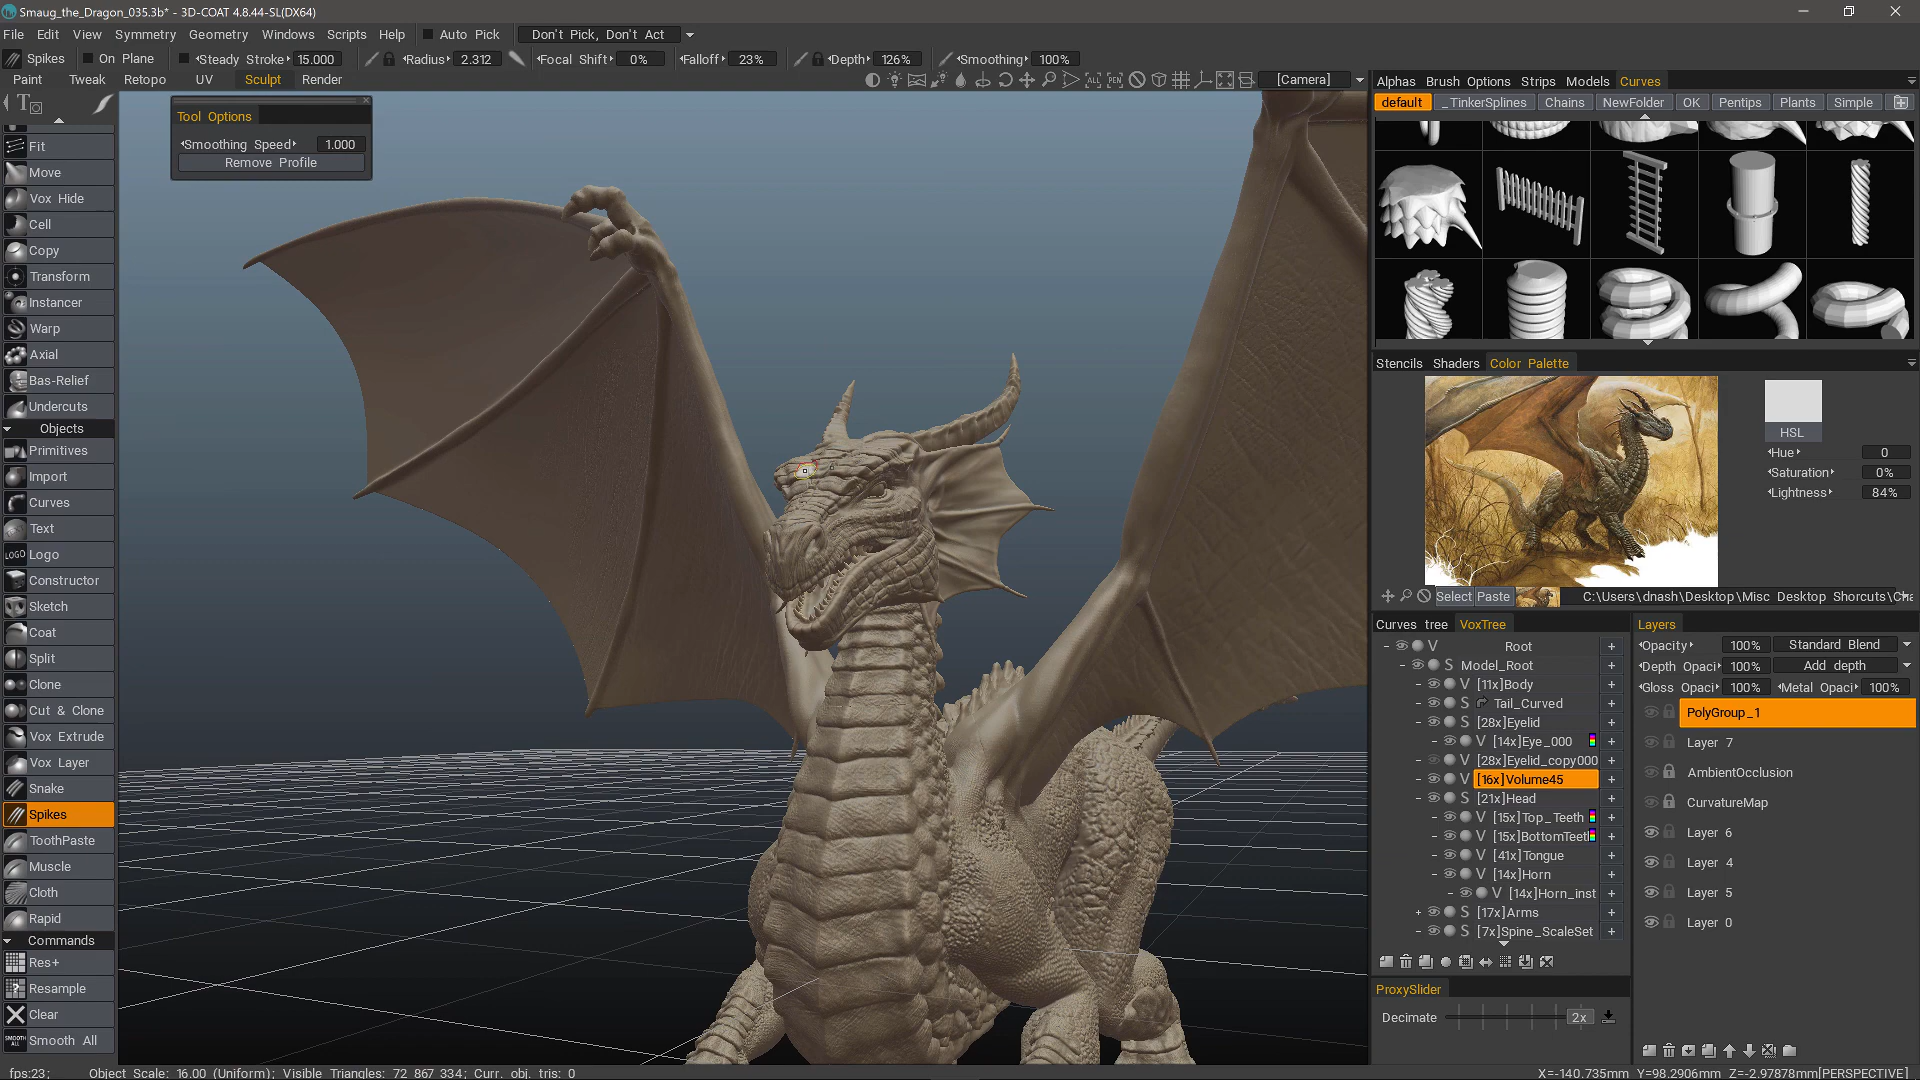 Smaug_the_Dragon_035.3b* - 3D-COAT 4.8.44-SL(DX64)
File Edit View Symmetry Geometry Windows Scripts Help Auto Pick Don't Pick, Don't Act
Spikes On Plane Steady Stroke 15.000 Radius 2.312 Focal Shift 0% Falloff 23% Depth 126% Smoothing 100%
Paint Tweak Retopo UV Sculpt Render [Camera]
Tool Options
Smoothing Speed 1.000
Remove Profile
Fit
Move
Vox Hide
Cell
Copy
Transform
Instancer
Warp
Axial
Bas-Relief
Undercuts
Objects
Primitives
Import
Curves
Text
LOGO Logo
Constructor
Sketch
Coat
Split
Clone
Cut & Clone
Vox Extrude
Vox Layer
Snake
Spikes
ToothPaste
Muscle
Cloth
Rapid
Commands
Res+
Resample
Clear
SMOOTH ALL Smooth All
Alphas Brush Options Strips Models Curves
default _TinkerSplines Chains NewFolder OK Pentips Plants Simple
Stencils Shaders Color Palette
HSL
Hue 0
Saturation 0%
Lightness 84%
Select Paste C:\Users\dnash\Desktop\Misc Desktop Shorcuts\
Curves tree VoxTree
V Root +
S Model_Root +
V [11x]Body +
S Tail_Curved +
S [28x]Eyelid +
V [14x]Eye_000 +
V [28x]Eyelid_copy000 +
V [16x]Volume45 +
S [21x]Head +
V [15x]Top_Teeth +
V [15x]BottomTeet +
V [41x]Tongue +
V [14x]Horn +
V [14x]Horn_inst +
S [17x]Arms +
S [7x]Spine_ScaleSet +
ProxySlider
Decimate 2x
Layers
Opacity 100% Standard Blend
Depth Opaci 100% Add depth
Gloss Opaci 100% Metal Opaci 100%
PolyGroup_1
Layer 7
AmbientOcclusion
CurvatureMap
Layer 6
Layer 4
Layer 5
Layer 0
fps:23; Object Scale: 16.00 (Uniform); Visible Triangles: 72 867 334; Curr. obj. tris: 0 X=-140.735mm Y=98.2906mm Z=-2.97878mm[PERSPECTIVE]